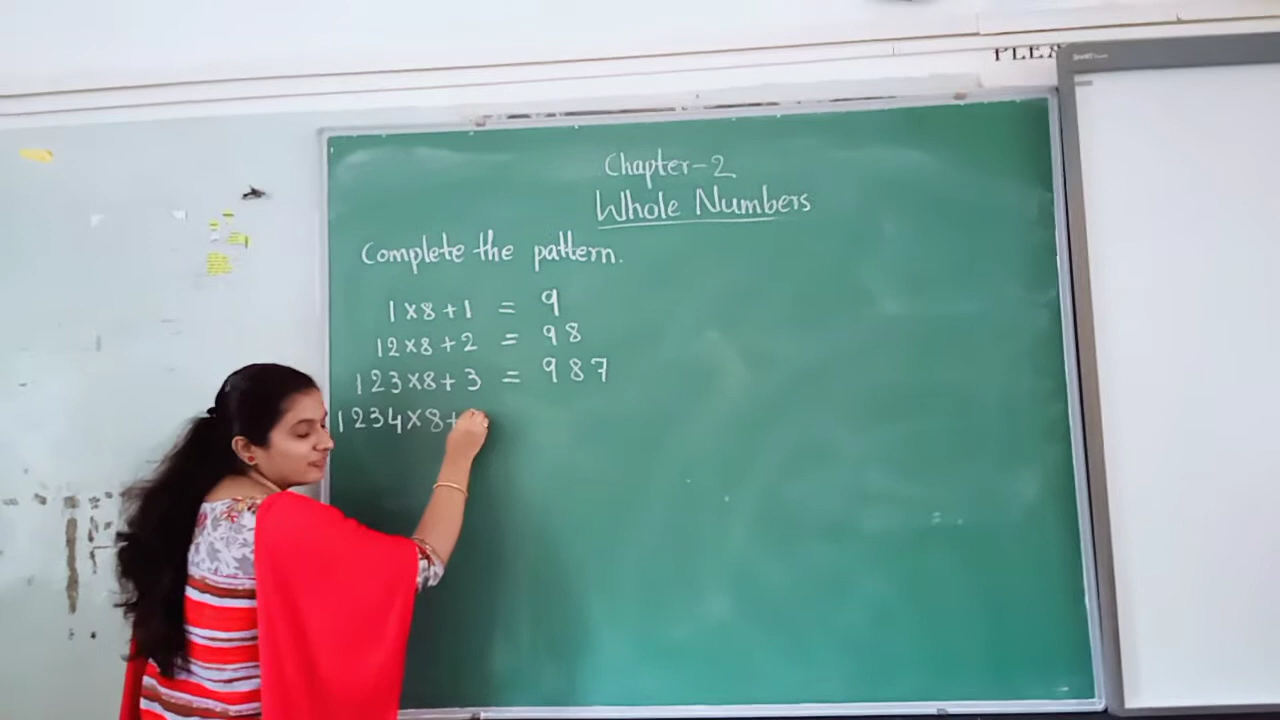 PLEX
Chapter-2
Whole Numbers
Complete the pattern.
1×8+1 = 9
12×8+2 = 98
123×8+3 = 987
1234×8+